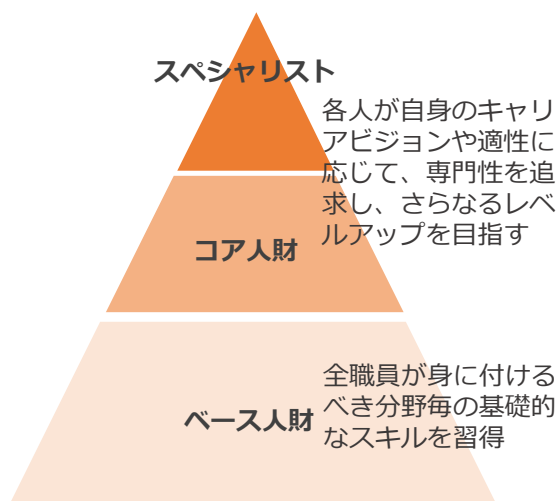 スペシャリスト
各人が自身のキャリ
アビジョンや適性に
応じて、専門性を追
求し、さらなるレベ
ルアップを目指す
コア人財
全職員が身に付ける
べき分野毎の基礎的
なスキルを習得
ベース人財